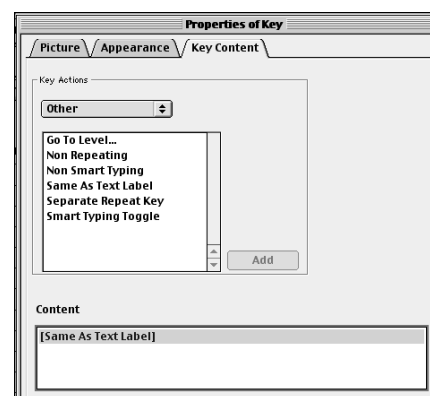 Properties of Key
Picture Appearance Key Content
Key Actions
Other
Go To Level...
Non Repeating
Non Smart Typing
Same As Text Label
Separate Repeat Key
Smart Typing Toggle
Add
Content
[Same As Text Label]